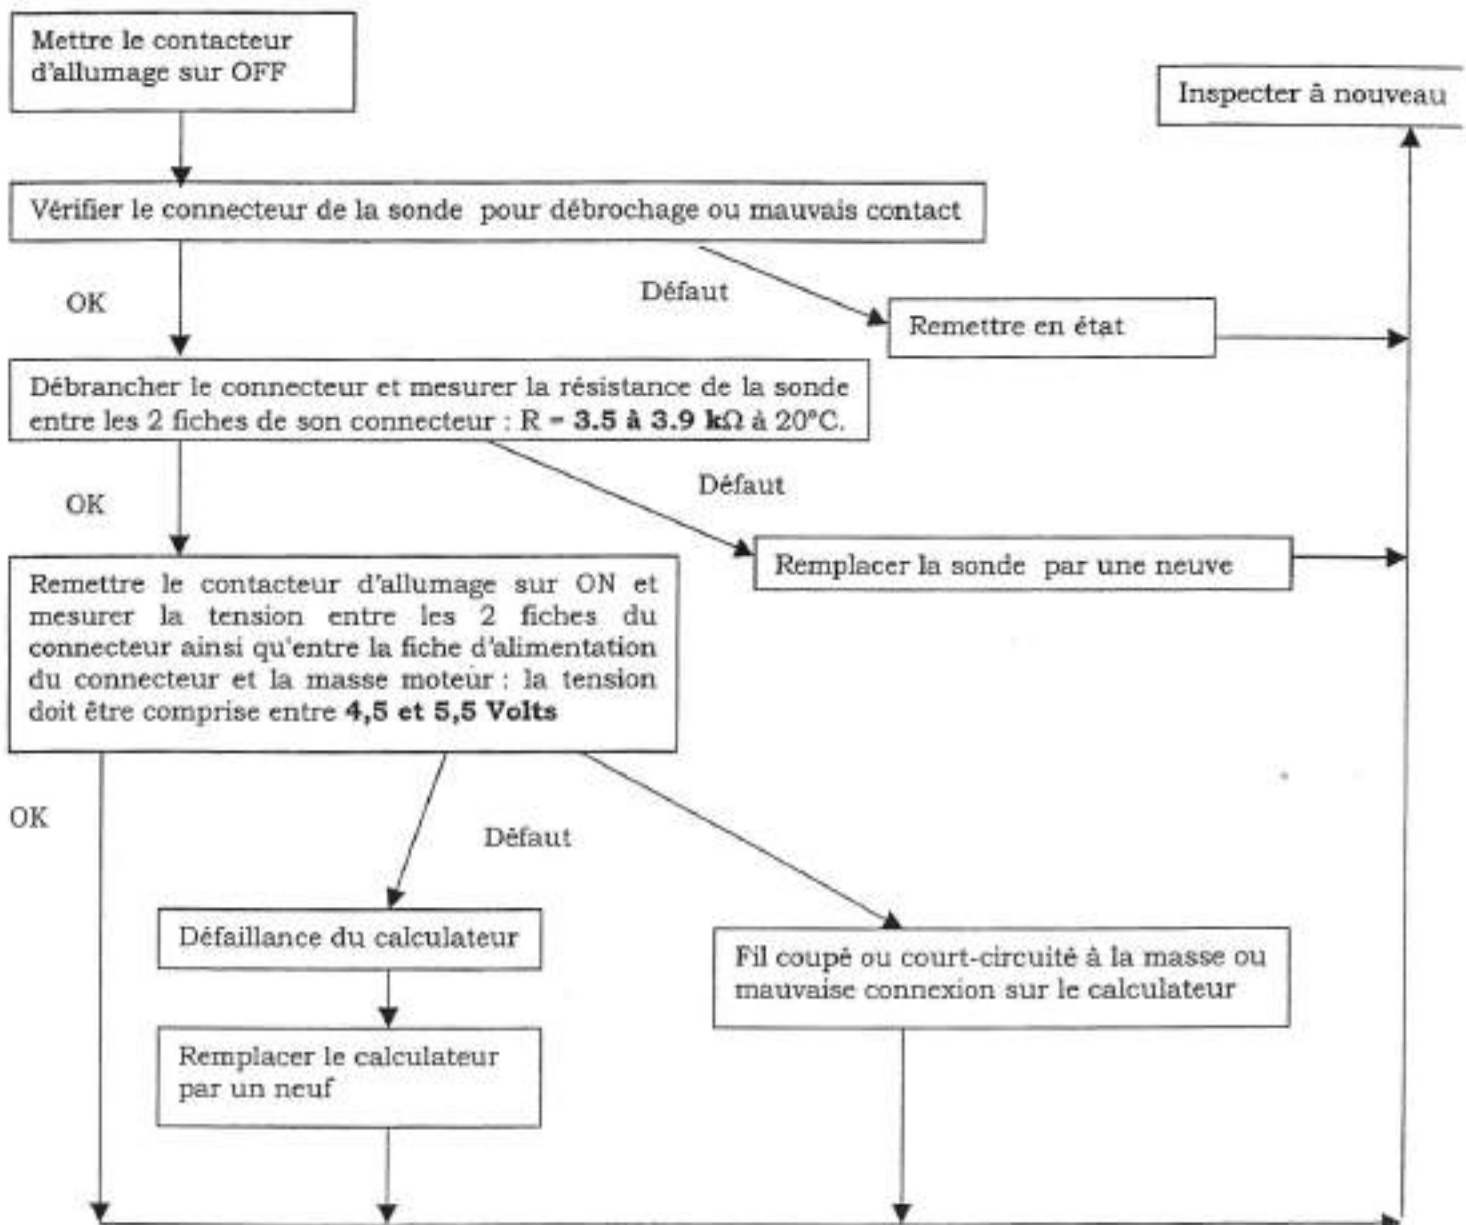 Mettre le contacteur
d'allumage sur OFF
Inspecter à nouveau
Vérifier le connecteur de la sonde pour débrochage ou mauvais contact
OK
Défaut
Remettre en état
Débrancher le connecteur et mesurer la résistance de la sonde
entre les 2 fiches de son connecteur : R = 3.5 à 3.9 kΩ à 20°C.
OK
Défaut
Remplacer la sonde par une neuve
Remettre le contacteur d'allumage sur ON et
mesurer la tension entre les 2 fiches du
connecteur ainsi qu'entre la fiche d'alimentation
du connecteur et la masse moteur : la tension
doit être comprise entre 4,5 et 5,5 Volts
OK
Défaut
Défaillance du calculateur
Fil coupé ou court-circuité à la masse ou
mauvaise connexion sur le calculateur
Remplacer le calculateur
par un neuf